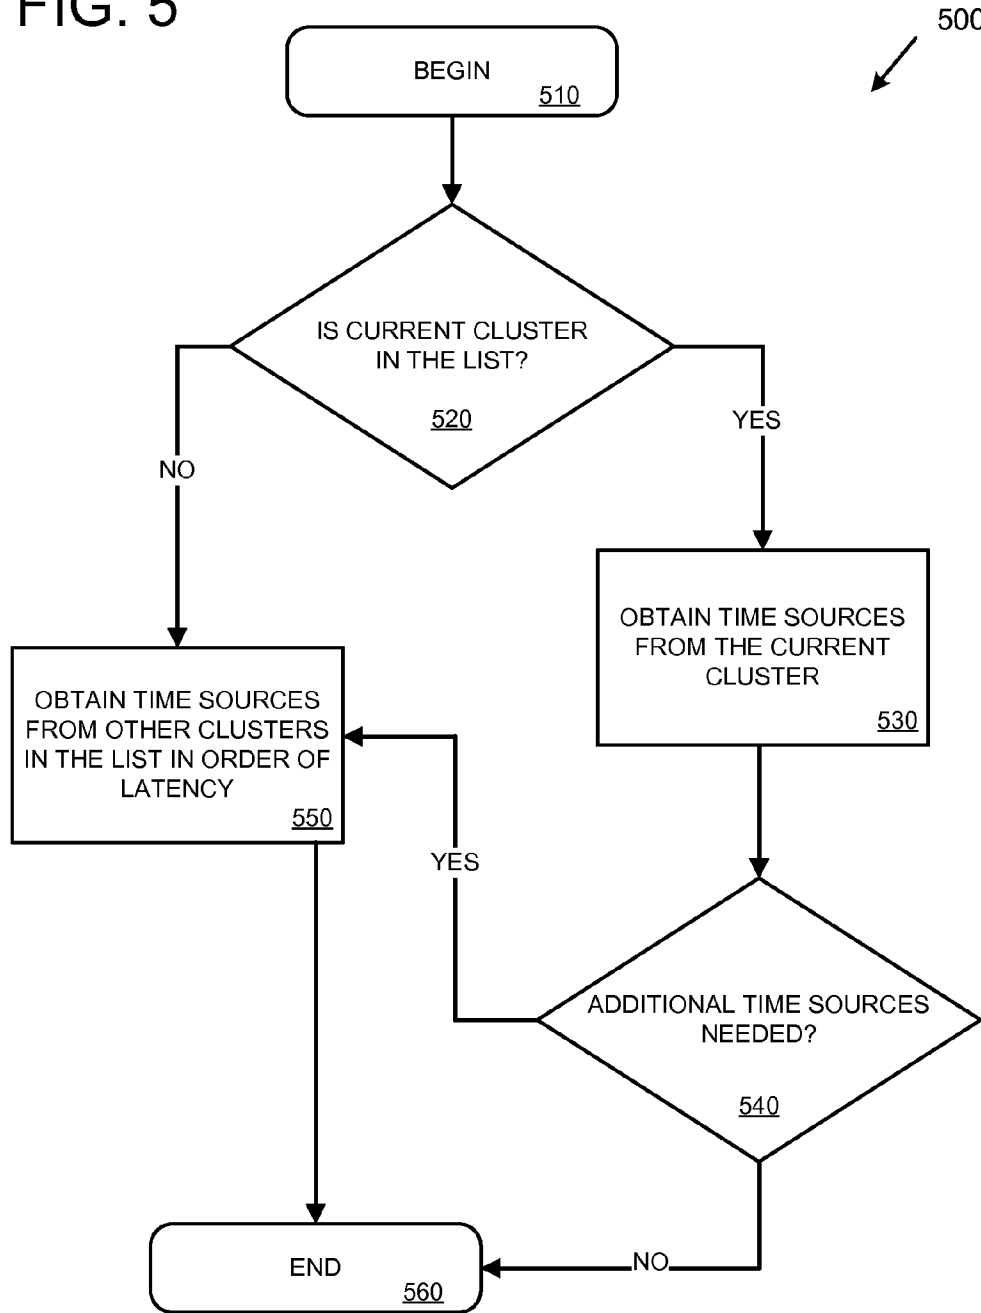 FIG. 5
500
BEGIN
510
IS CURRENT CLUSTER
IN THE LIST?
520
YES
NO
OBTAIN TIME SOURCES
FROM THE CURRENT
CLUSTER
530
OBTAIN TIME SOURCES
FROM OTHER CLUSTERS
IN THE LIST IN ORDER OF
LATENCY
550
YES
ADDITIONAL TIME SOURCES
NEEDED?
540
NO
END
560